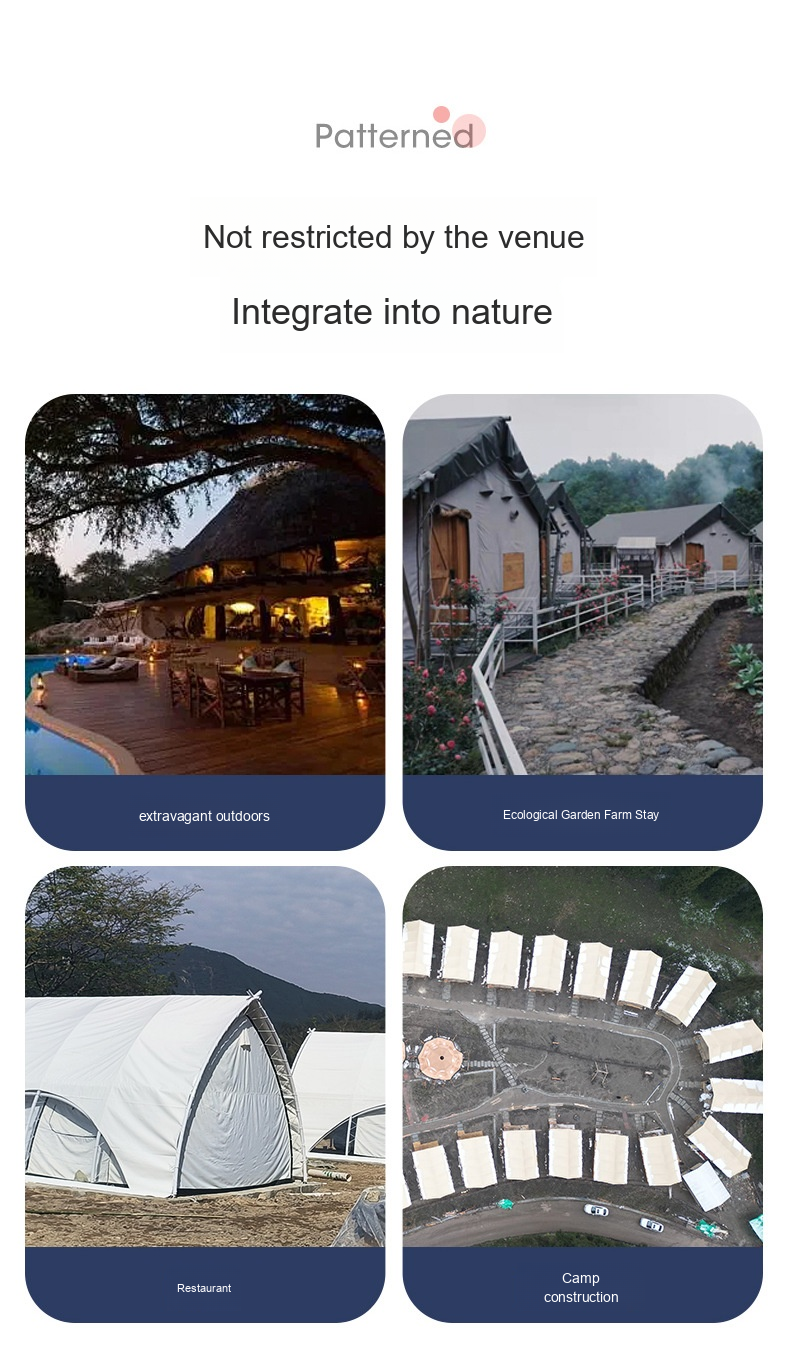 Patterned
Not restricted by the venue
Integrate into nature
extravagant outdoors
Ecological Garden Farm Stay
Restaurant
Camp
construction